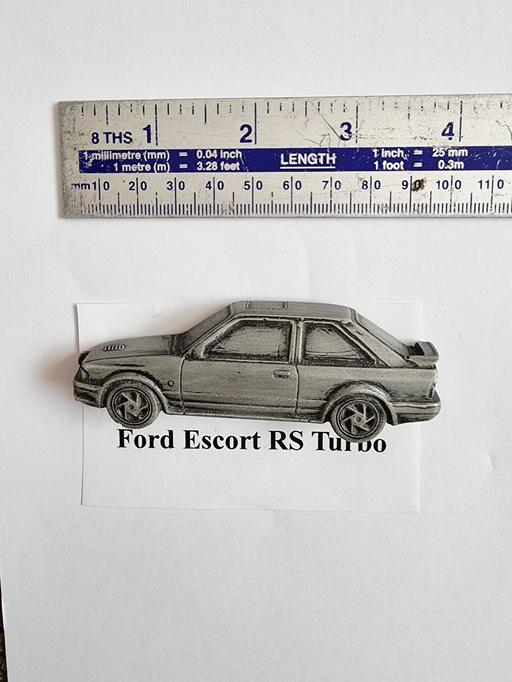 8 THS 1 2 3 4
1 millimetre (mm) = 0.04 inch LENGTH 1 inch = 25 mm
1 metre (m) = 3.28 feet 1 foot = 0.3m
mm 10 20 30 40 50 60 70 80 90 100 110
Ford Escort RS Turbo